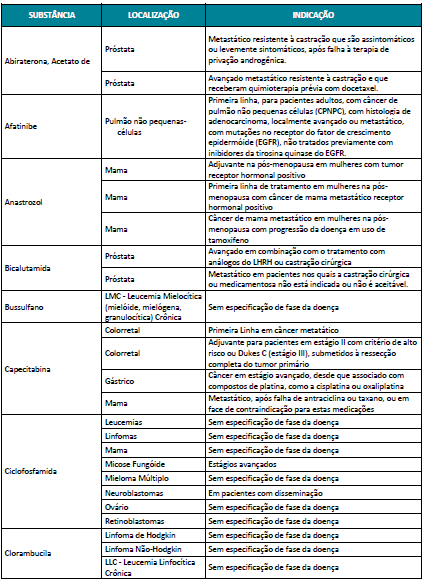 SUBSTÂNCIA LOCALIZAÇÃO INDICAÇÃO
Abiraterona, Acetato de
Próstata
Metastático resistente à castração que são assintomáticos
ou levemente sintomáticos, após falha à terapia de
privação androgênica.
Próstata
Avançado metastático resistente à castração e que
receberam quimioterapia prévia com docetaxel.
Afatinibe
Pulmão não pequenas-
células
Primeira linha, para pacientes adultos, com câncer de
pulmão não pequenas células (CPNPC), com histologia de
adenocarcinoma, localmente avançado ou metastático,
com mutações no receptor do fator de crescimento
epidermóide (EGFR), não tratados previamente com
inibidores da tirosina quinase do EGFR.
Anastrozol
Mama
Adjuvante na pós-menopausa em mulheres com tumor
receptor hormonal positivo
Mama
Primeira linha de tratamento em mulheres na pós-
menopausa com câncer de mama metastático receptor
hormonal positivo
Mama
Câncer de mama metastático em mulheres na pós-
menopausa com progressão da doença em uso de
tamoxifeno
Bicalutamida
Próstata
Avançado em combinação com o tratamento com
análogos do LHRH ou castração cirúrgica
Próstata
Metastático em pacientes nos quais a castração cirúrgica
ou medicamentosa não está indicada ou não é aceitável.
Bussulfano
LMC - Leucemia Mielocítica
(mielóide, mielógena,
granulocítica) Crônica
Sem especificação de fase da doença
Capecitabina
Colorretal
Primeira Linha em câncer metatático
Colorretal
Adjuvante para pacientes em estágio II com critério de alto
risco ou Dukes C (estágio III), submetidos à ressecção
completa do tumor primário
Gástrico
Câncer em estágio avançado, desde que associado com
compostos de platina, como a cisplatina ou oxaliplatina
Mama
Metastático, após falha de antraciclina ou taxano, ou em
face de contraindicação para estas medicações
Ciclofosfamida
Leucemias Sem especificação de fase da doença
Linfomas Sem especificação de fase da doença
Mama Sem especificação de fase da doença
Micose Fungóide Estágios avançados
Mieloma Múltiplo Sem especificação de fase da doença
Neuroblastomas Em pacientes com disseminação
Ovário Sem especificação de fase da doença
Retinoblastomas Sem especificação de fase da doença
Clorambucila
Linfoma de Hodgkin Sem especificação de fase da doença
Linfoma Não-Hodgkin Sem especificação de fase da doença
LLC - Leucemia Linfocítica
Crônica
Sem especificação de fase da doença